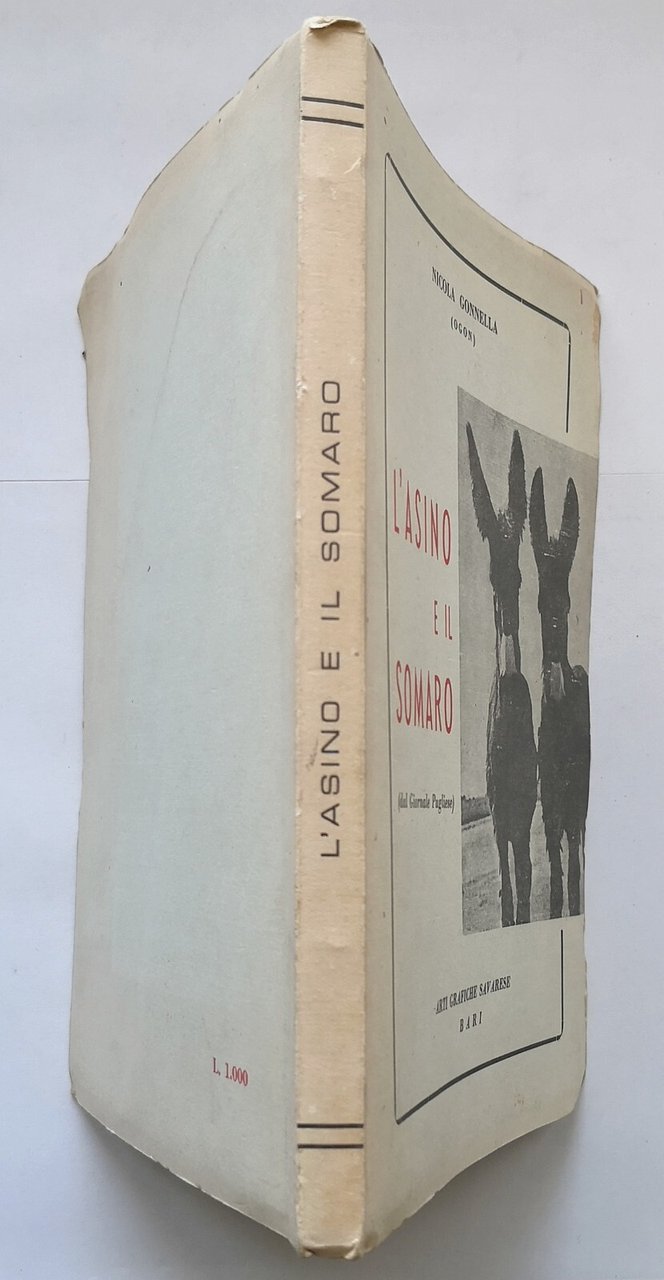 L. 1.000
L'ASINO E IL SOMARO
NICOLA GONNELLA
(OGON)
L'ASINO
E IL
SOMARO
(dal Giornale Pugliese)
ARTI GRAFICHE SAVARESE
BARI